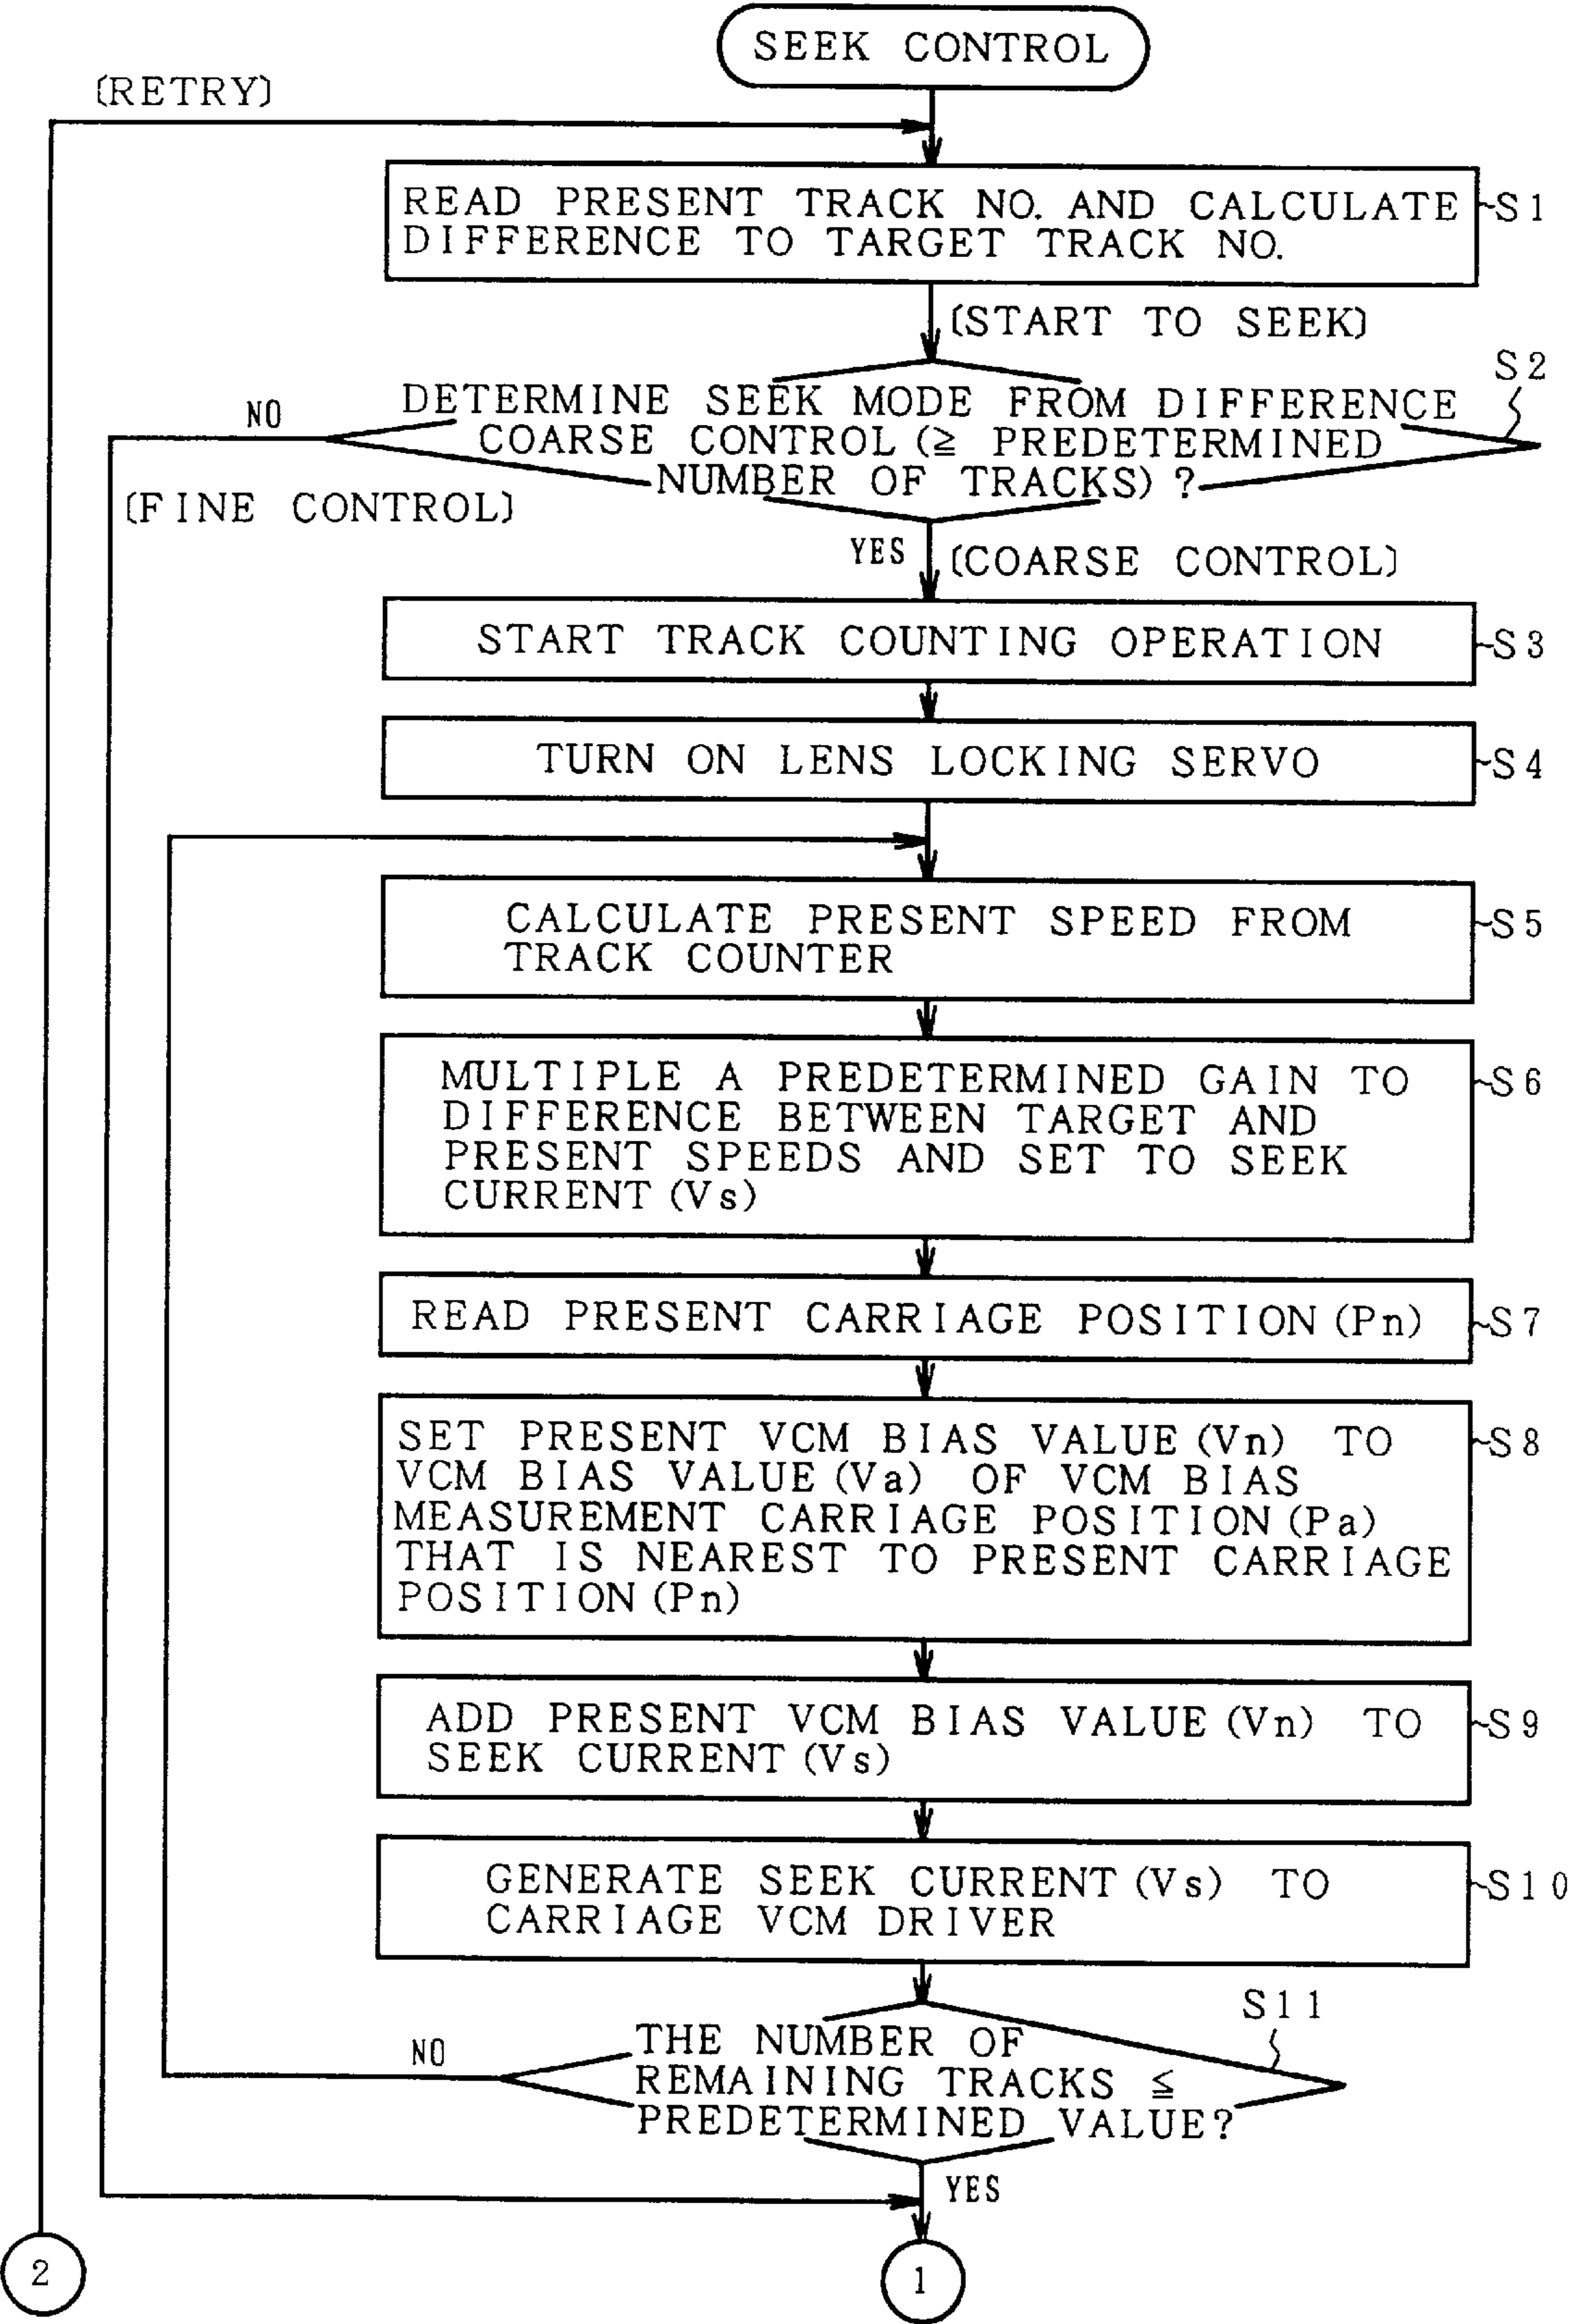 SEEK CONTROL
(RETRY)
READ PRESENT TRACK NO. AND CALCULATE
DIFFERENCE TO TARGET TRACK NO.
S1
(START TO SEEK)
S2
DETERMINE SEEK MODE FROM DIFFERENCE
COARSE CONTROL (≧ PREDETERMINED
NUMBER OF TRACKS) ?
NO
(FINE CONTROL)
YES
(COARSE CONTROL)
START TRACK COUNTING OPERATION
S3
TURN ON LENS LOCKING SERVO
S4
CALCULATE PRESENT SPEED FROM
TRACK COUNTER
S5
MULTIPLE A PREDETERMINED GAIN TO
DIFFERENCE BETWEEN TARGET AND
PRESENT SPEEDS AND SET TO SEEK
CURRENT (Vs)
S6
READ PRESENT CARRIAGE POSITION (Pn)
S7
SET PRESENT VCM BIAS VALUE (Vn) TO
VCM BIAS VALUE (Va) OF VCM BIAS
MEASUREMENT CARRIAGE POSITION (Pa)
THAT IS NEAREST TO PRESENT CARRIAGE
POSITION (Pn)
S8
ADD PRESENT VCM BIAS VALUE (Vn) TO
SEEK CURRENT (Vs)
S9
GENERATE SEEK CURRENT (Vs) TO
CARRIAGE VCM DRIVER
S10
S11
THE NUMBER OF
REMAINING TRACKS ≦
PREDETERMINED VALUE?
NO
YES
2
1